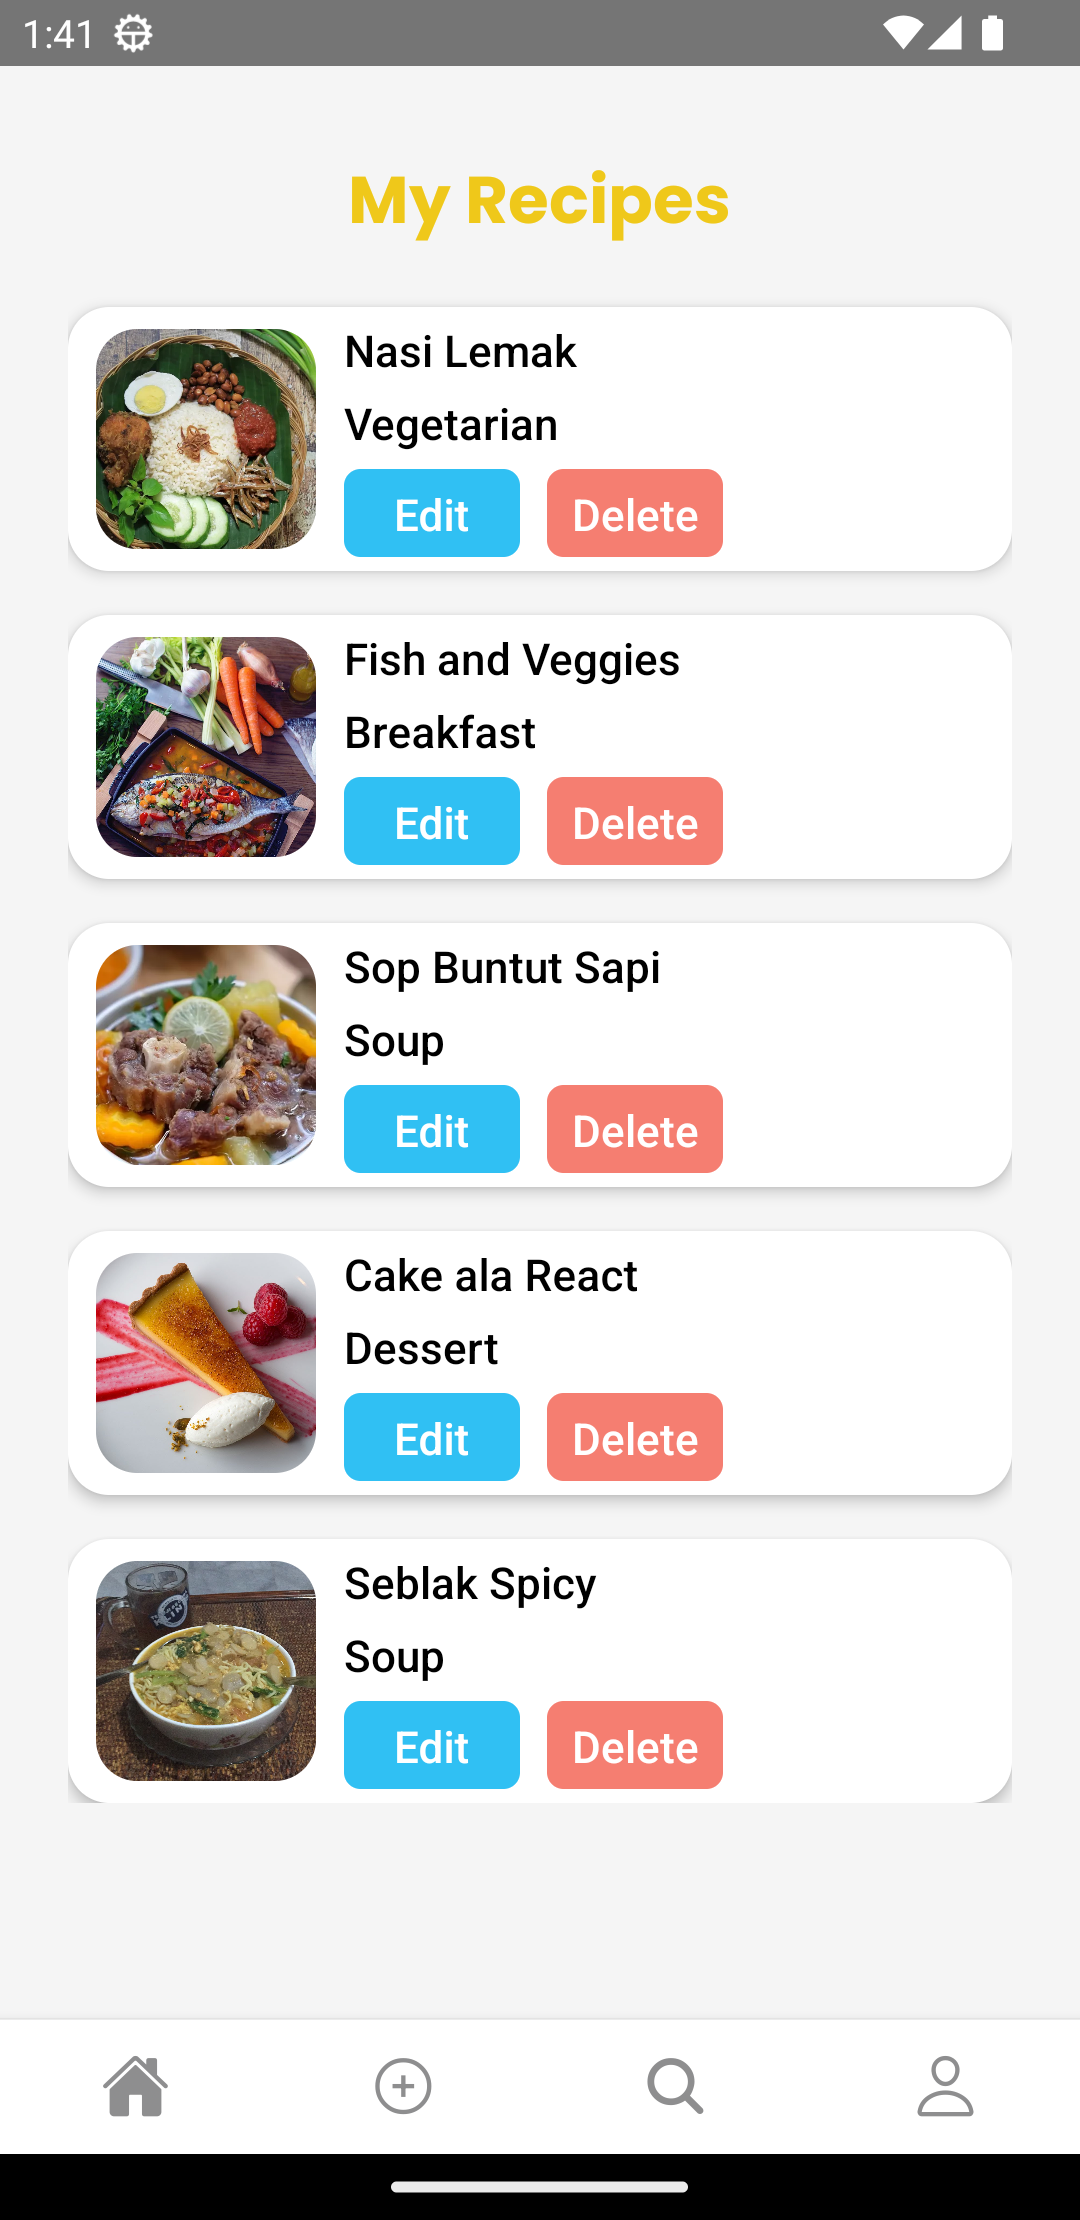 1:41
My Recipes
Nasi Lemak
Vegetarian
Edit Delete
Fish and Veggies
Breakfast
Edit Delete
Sop Buntut Sapi
Soup
Edit Delete
Cake ala React
Dessert
Edit Delete
Seblak Spicy
Soup
Edit Delete